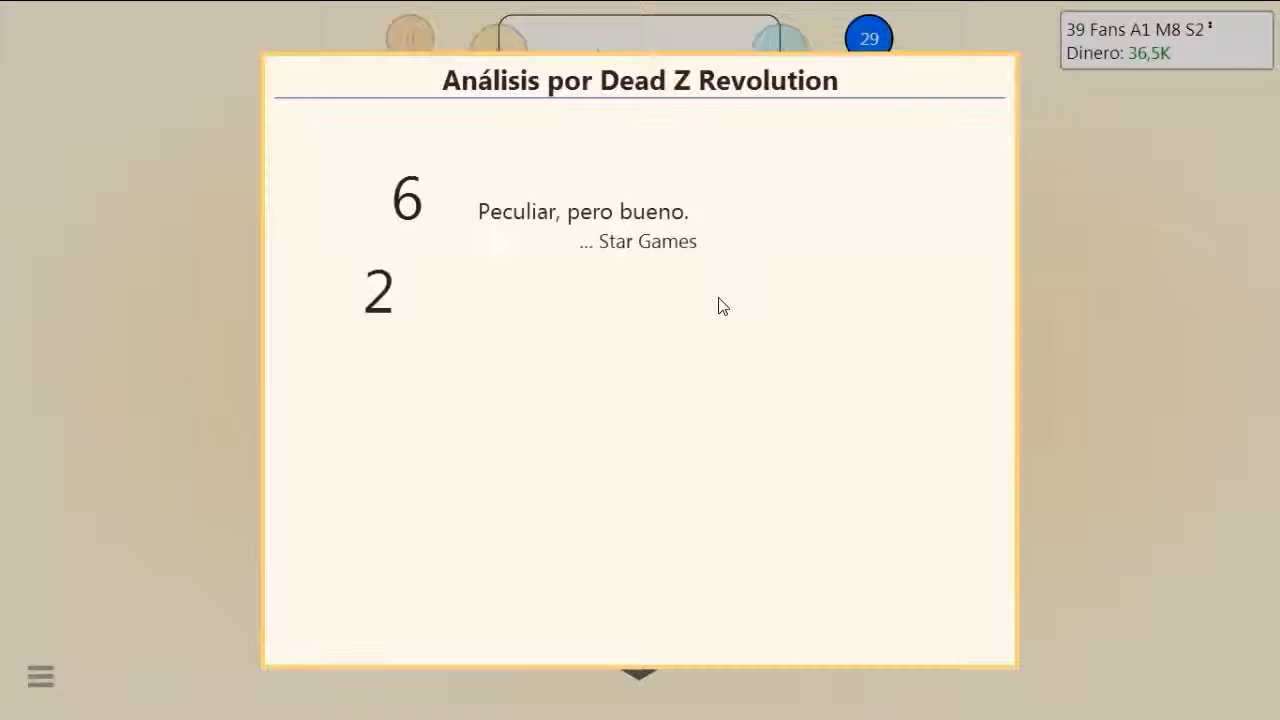 29
39 Fans A1 M8 S2
Dinero: 36,5K
Análisis por Dead Z Revolution
6
Peculiar, pero bueno.
... Star Games
2